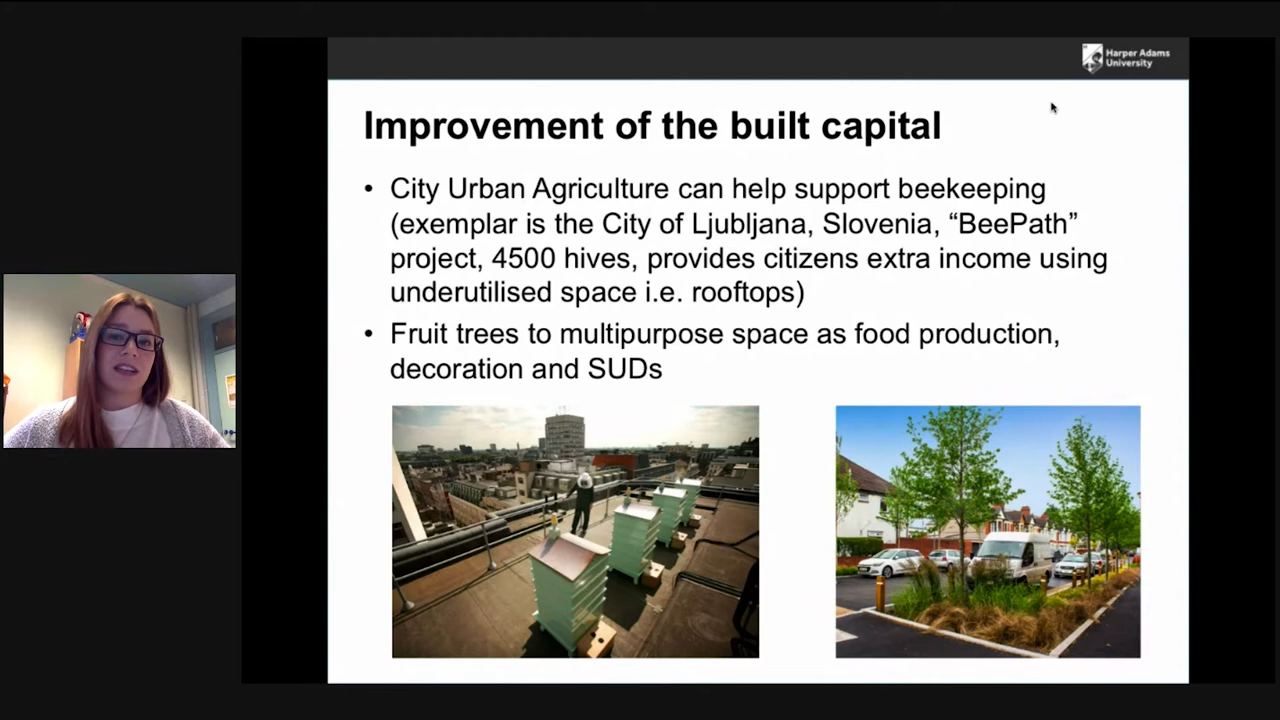 Harper Adams
University
Improvement of the built capital
• City Urban Agriculture can help support beekeeping
(exemplar is the City of Ljubljana, Slovenia, “BeePath”
project, 4500 hives, provides citizens extra income using
underutilised space i.e. rooftops)
• Fruit trees to multipurpose space as food production,
decoration and SUDs